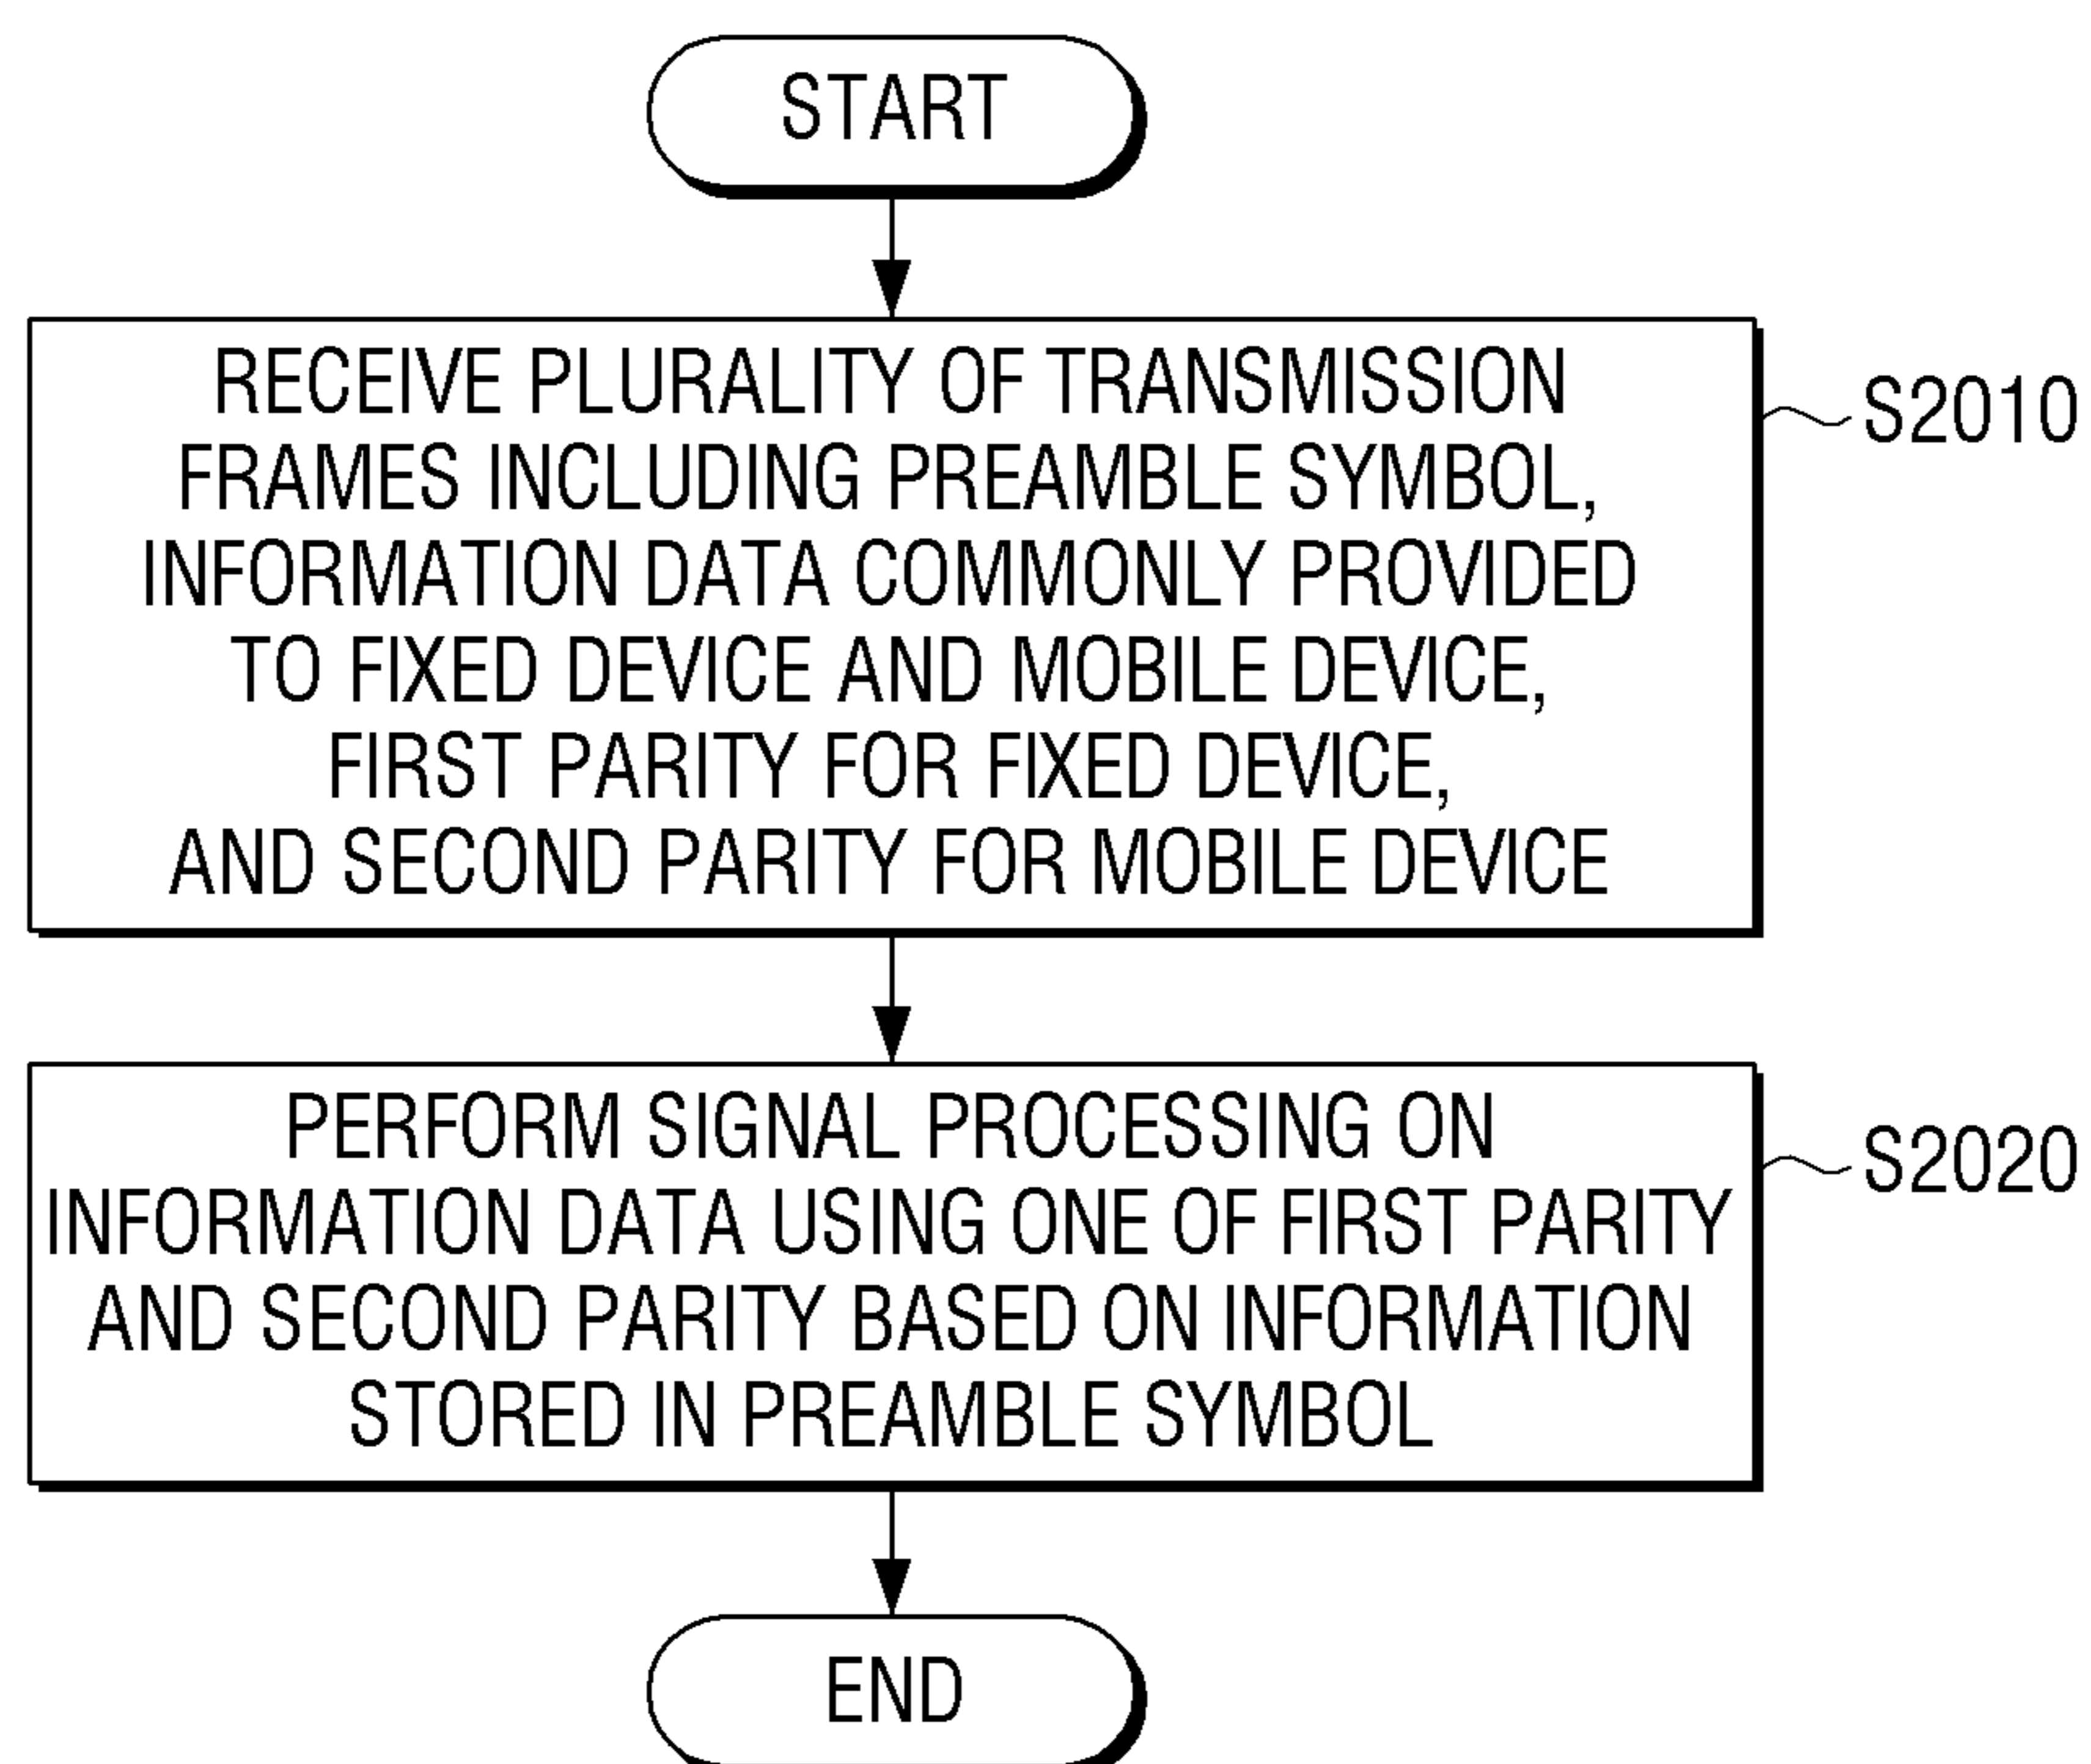 START
RECEIVE PLURALITY OF TRANSMISSION
FRAMES INCLUDING PREAMBLE SYMBOL,
INFORMATION DATA COMMONLY PROVIDED
TO FIXED DEVICE AND MOBILE DEVICE,
FIRST PARITY FOR FIXED DEVICE,
AND SECOND PARITY FOR MOBILE DEVICE
S2010
PERFORM SIGNAL PROCESSING ON
INFORMATION DATA USING ONE OF FIRST PARITY
AND SECOND PARITY BASED ON INFORMATION
STORED IN PREAMBLE SYMBOL
S2020
END